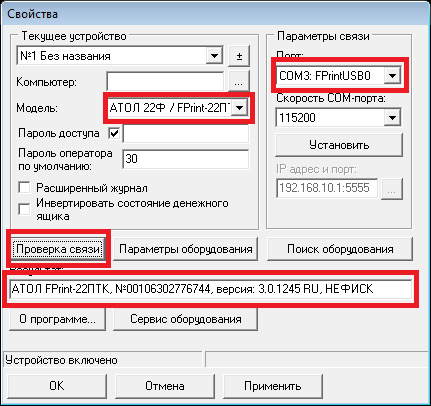 Свойства
Текущее устройство
№1 Без названия
±
Компьютер:
...
Модель:
АТОЛ 22Ф / FPrint-22ПТ
Пароль доступа
Пароль оператора
по умолчанию:
30
Расширенный журнал
Инвертировать состояние денежного
ящика
Параметры связи
Порт:
COM3: FPrintUSB0
Скорость COM-порта:
115200
Установить
IP адрес и порт:
192.168.10.1:5555
...
Проверка связи
Параметры оборудования
Поиск оборудования
Результат:
АТОЛ FPrint-22ПТК, №00106302776744, версия: 3.0.1245 RU, НЕФИСК
О программе...
Сервис оборудования
Устройство включено
ОК
Отмена
Применить